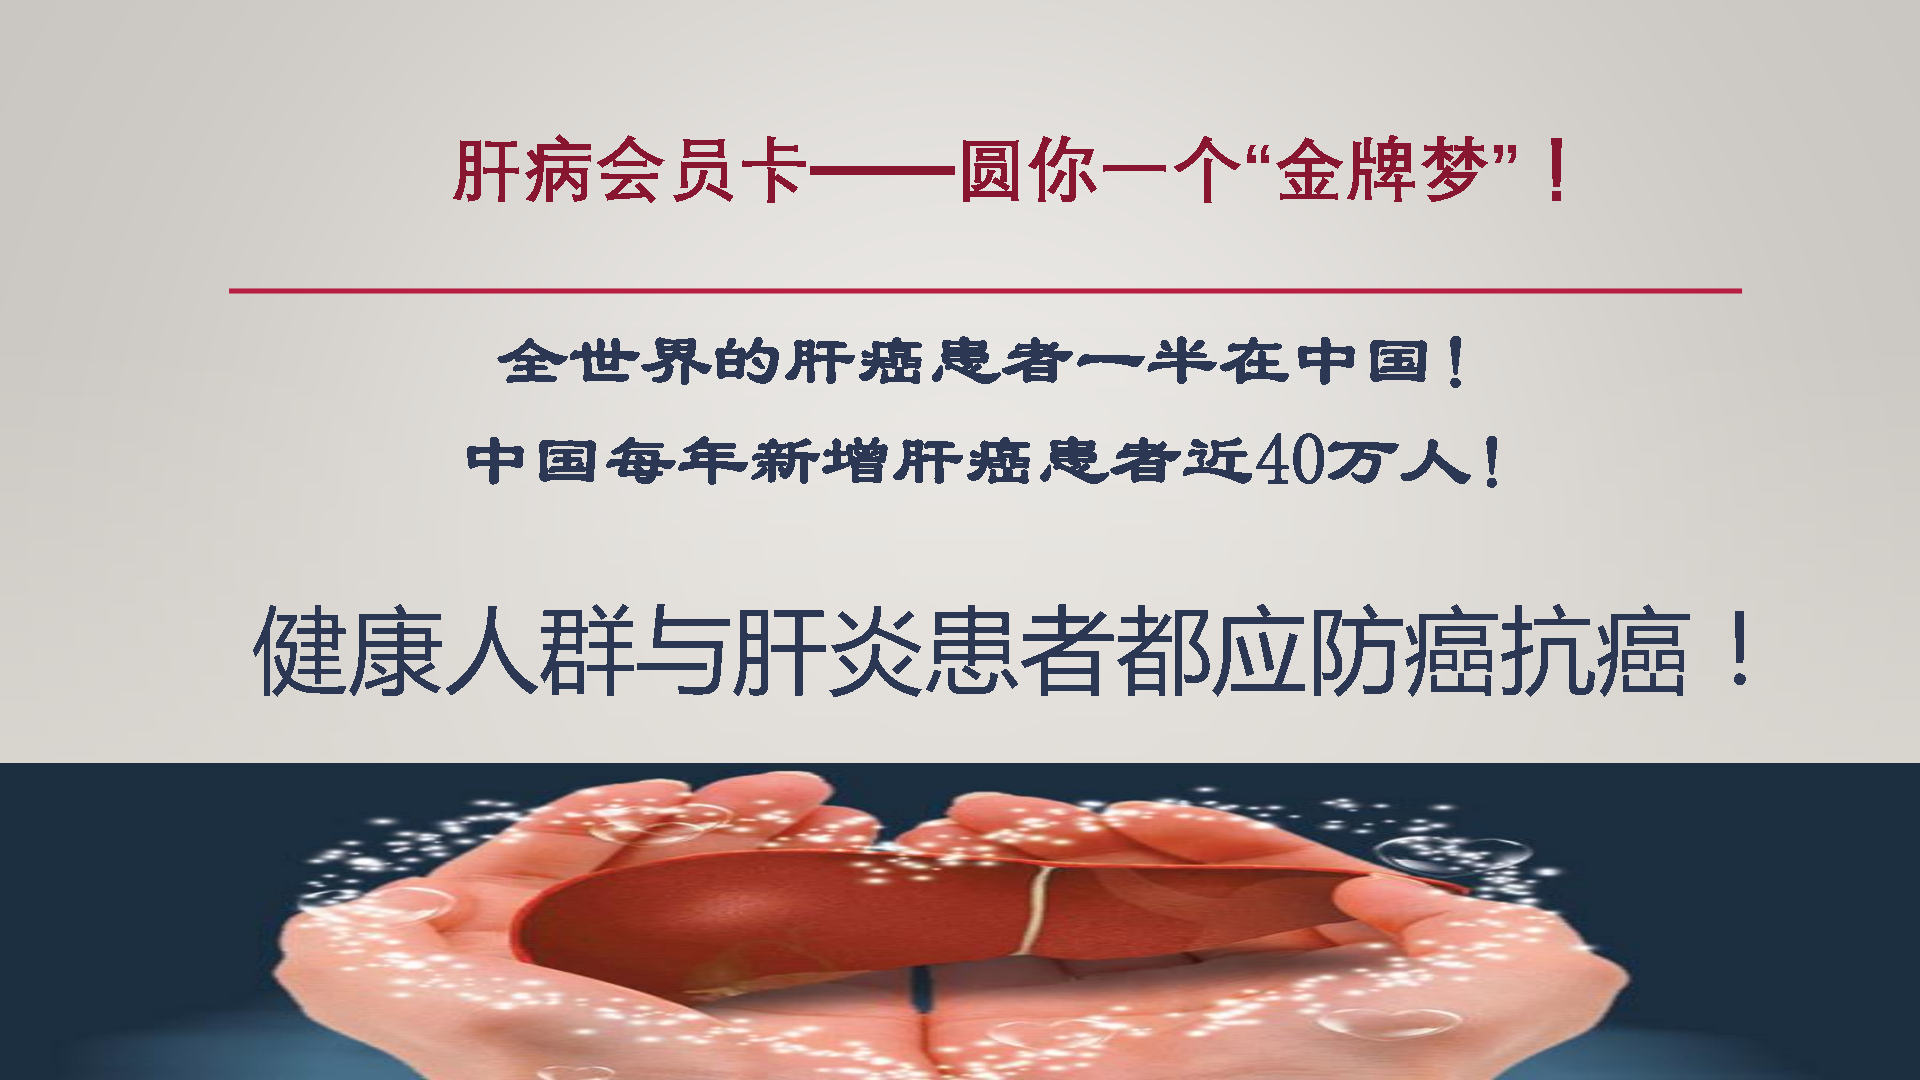 肝病会员卡——圆你一个“金牌梦”！
全世界的肝癌患者一半在中国！
中国每年新增肝癌患者近40万人！
健康人群与肝炎患者都应防癌抗癌！